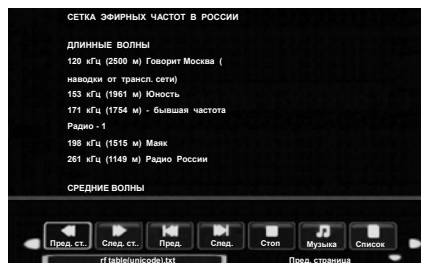 СЕТКА ЭФИРНЫХ ЧАСТОТ В РОССИИ
ДЛИННЫЕ ВОЛНЫ
120 кГц (2500 м) Говорит Москва (
наводки от трансл. сети)
153 кГц (1961 м) Юность
171 кГц (1754 м) - бывшая частота
Радио - 1
198 кГц (1515 м) Маяк
261 кГц (1149 м) Радио России
СРЕДНИЕ ВОЛНЫ
Пред. ст.. След. ст.. Пред. След. Стоп Музыка Список
rf table(unicode).txt Пред. страница